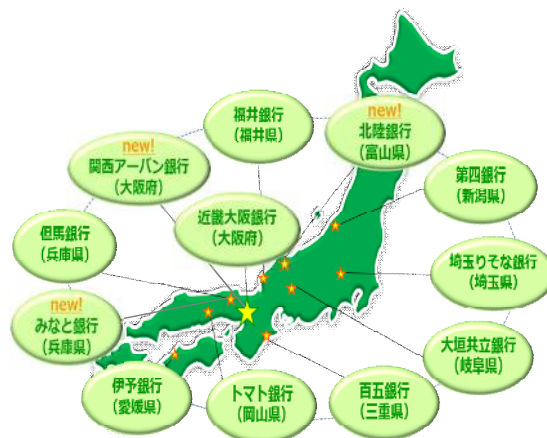 福井銀行
(福井県)
new!
北陸銀行
(富山県)
new!
関西アーバン銀行
(大阪府)
第四銀行
(新潟県)
近畿大阪銀行
(大阪府)
但馬銀行
(兵庫県)
埼玉りそな銀行
(埼玉県)
new!
みなと銀行
(兵庫県)
大垣共立銀行
(岐阜県)
伊予銀行
(愛媛県)
トマト銀行
(岡山県)
百五銀行
(三重県)